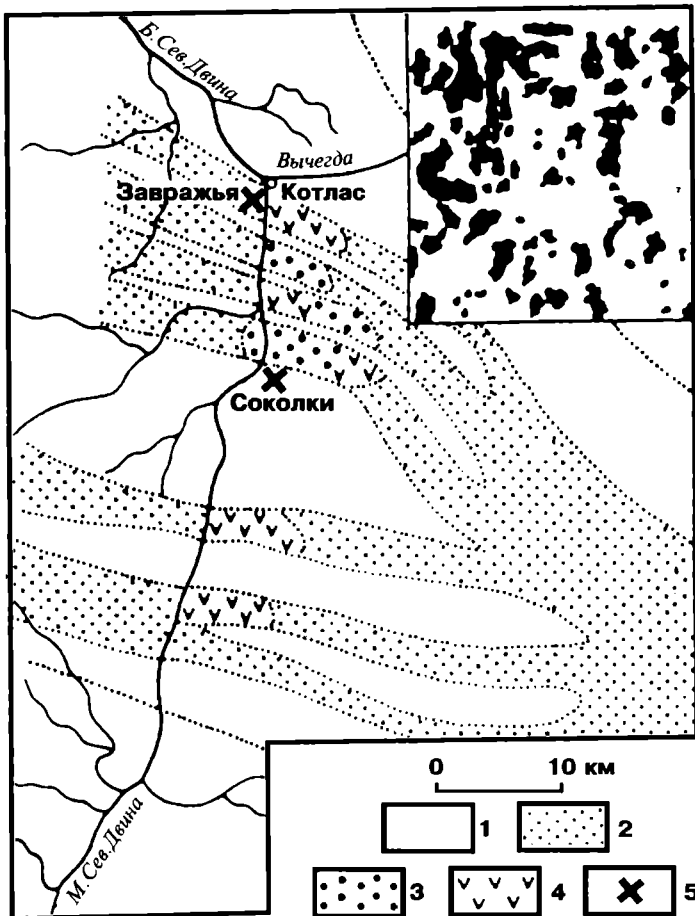 Б. Сев. Двина
Вычегда
Завражья
Котлас
Соколки
М. Сев. Двина
0 10 км
1
2
3
4
5